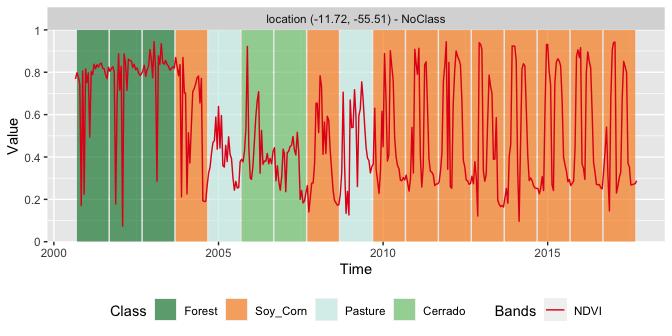 location (-11.72, -55.51) - NoClass
Value
1
0.8
0.6
0.4
0.2
0
2000 2005 2010 2015
Time
Class Forest Soy_Corn Pasture Cerrado Bands NDVI